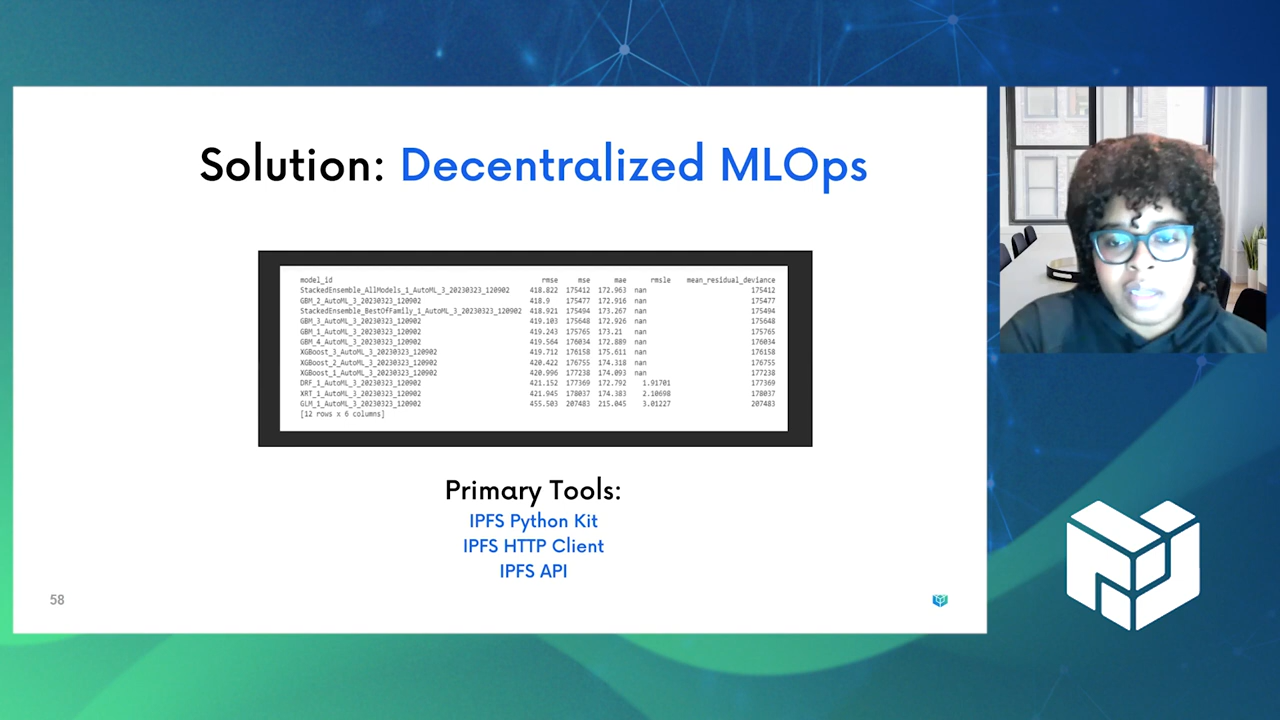 Solution: Decentralized MLOps
model_id rmse mse mae rmsle mean_residual_deviance
StackedEnsemble_AllModels_1_AutoML_3_20230323_120902 418.822 175412 172.963 nan 175412
GBM_2_AutoML_3_20230323_120902 418.9 175477 172.916 nan 175477
StackedEnsemble_BestOfFamily_1_AutoML_3_20230323_120902 418.921 175494 173.267 nan 175494
GBM_3_AutoML_3_20230323_120902 419.103 175648 172.926 nan 175648
GBM_1_AutoML_3_20230323_120902 419.243 175765 173.21 nan 175765
GBM_4_AutoML_3_20230323_120902 419.564 176034 172.889 nan 176034
XGBoost_3_AutoML_3_20230323_120902 419.712 176158 175.611 nan 176158
XGBoost_2_AutoML_3_20230323_120902 420.422 176755 174.318 nan 176755
XGBoost_1_AutoML_3_20230323_120902 420.996 177238 174.093 nan 177238
DRF_1_AutoML_3_20230323_120902 421.152 177369 172.792 1.91701 177369
XRT_1_AutoML_3_20230323_120902 421.945 178037 174.383 2.10698 178037
GLM_1_AutoML_3_20230323_120902 455.503 207483 215.045 3.01227 207483
[12 rows x 6 columns]
Primary Tools:
IPFS Python Kit
IPFS HTTP Client
IPFS API
58